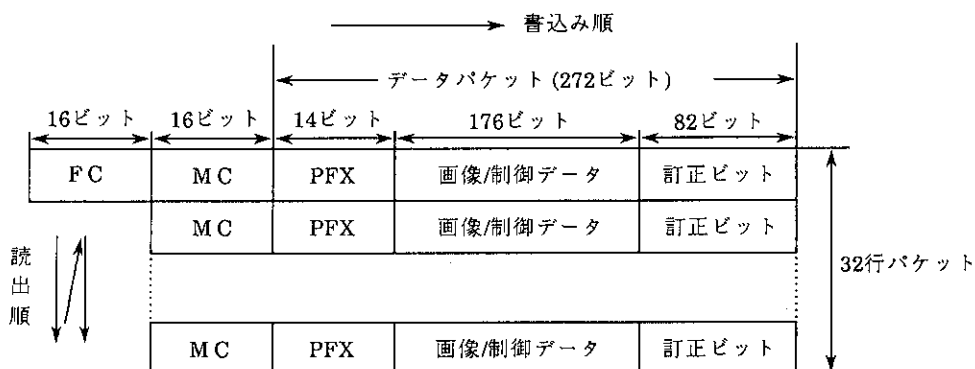 書込み順
データパケット(272ビット)
16ビット 16ビット 14ビット 176ビット 82ビット
FC MC PFX 画像/制御データ 訂正ビット
MC PFX 画像/制御データ 訂正ビット
読出順
32行パケット
MC PFX 画像/制御データ 訂正ビット